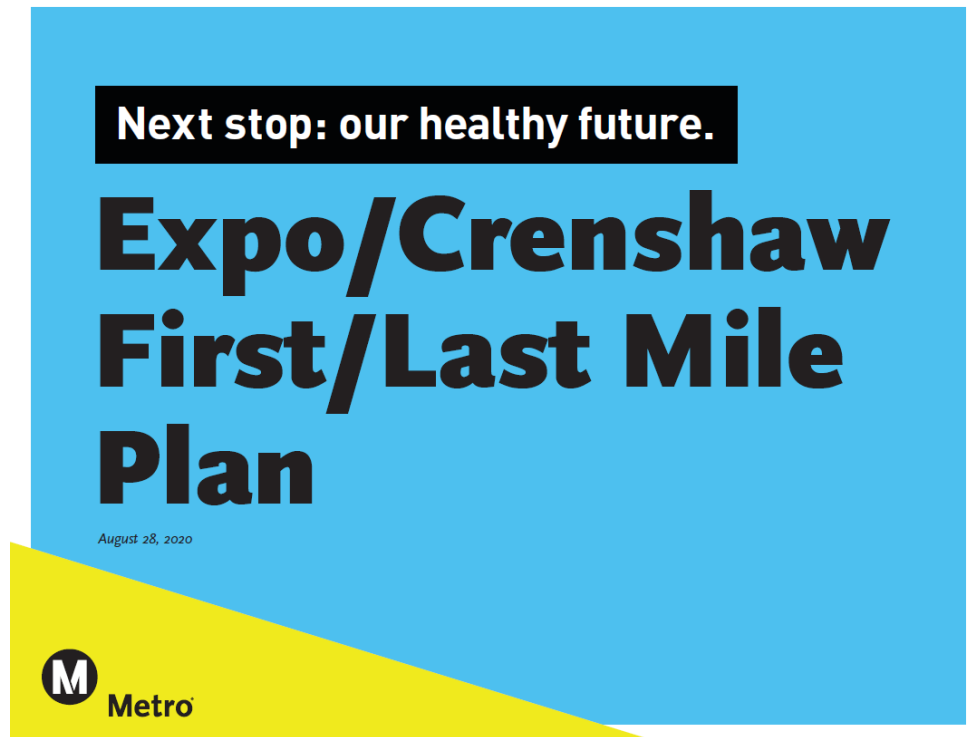 Next stop: our healthy future.
Expo/Crenshaw
First/Last Mile
Plan
August 28, 2020
M
Metro